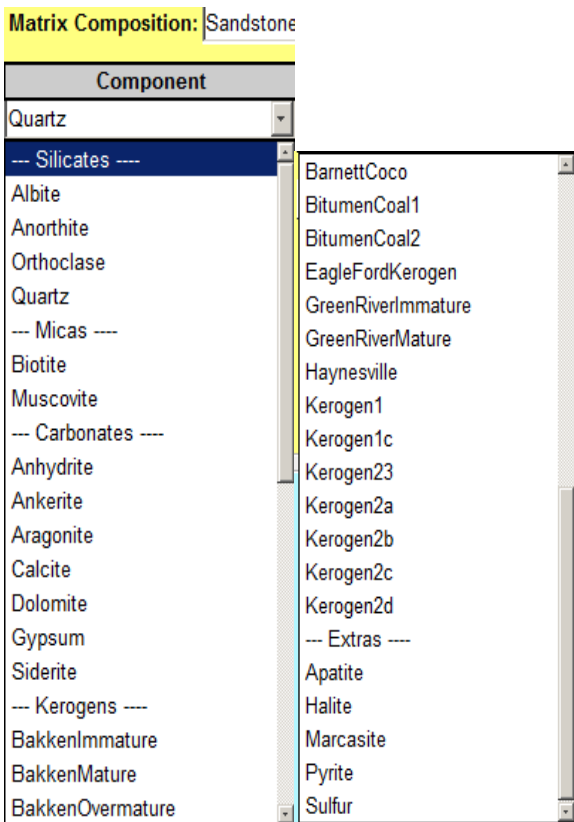 Matrix Composition: Sandstone
Component
Quartz
--- Silicates ----
Albite
Anorthite
Orthoclase
Quartz
--- Micas ----
Biotite
Muscovite
--- Carbonates ----
Anhydrite
Ankerite
Aragonite
Calcite
Dolomite
Gypsum
Siderite
--- Kerogens ----
BakkenImmature
BakkenMature
BakkenOvermature
BarnettCoco
BitumenCoal1
BitumenCoal2
EagleFordKerogen
GreenRiverImmature
GreenRiverMature
Haynesville
Kerogen1
Kerogen1c
Kerogen23
Kerogen2a
Kerogen2b
Kerogen2c
Kerogen2d
--- Extras ----
Apatite
Halite
Marcasite
Pyrite
Sulfur